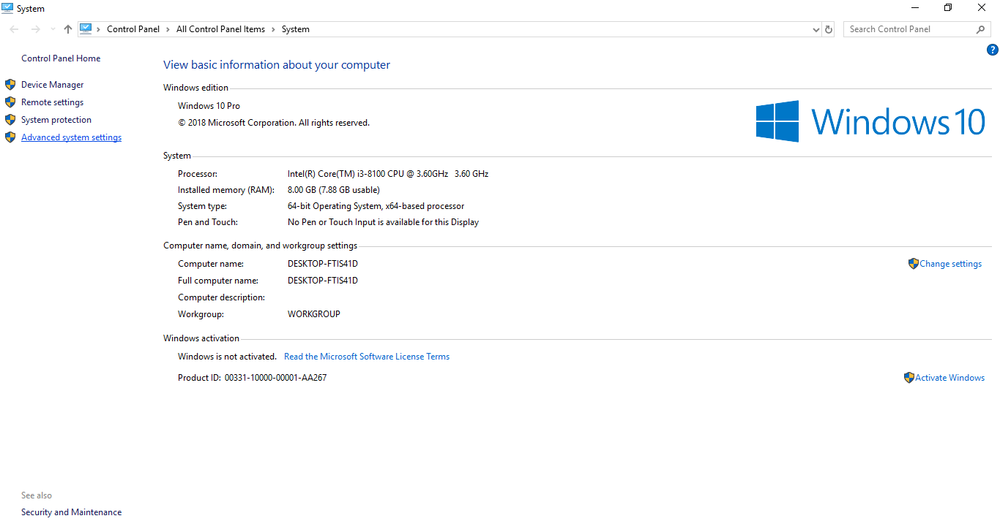 System
Control Panel › All Control Panel Items › System
Search Control Panel
?
Control Panel Home
Device Manager
Remote settings
System protection
Advanced system settings
View basic information about your computer
Windows edition
Windows 10 Pro
© 2018 Microsoft Corporation. All rights reserved.
Windows 10
System
Processor: Intel(R) Core(TM) i3-8100 CPU @ 3.60GHz 3.60 GHz
Installed memory (RAM): 8.00 GB (7.88 GB usable)
System type: 64-bit Operating System, x64-based processor
Pen and Touch: No Pen or Touch Input is available for this Display
Computer name, domain, and workgroup settings
Computer name: DESKTOP-FTIS41D
Change settings
Full computer name: DESKTOP-FTIS41D
Computer description:
Workgroup: WORKGROUP
Windows activation
Windows is not activated. Read the Microsoft Software License Terms
Product ID: 00331-10000-00001-AA267
Activate Windows
See also
Security and Maintenance